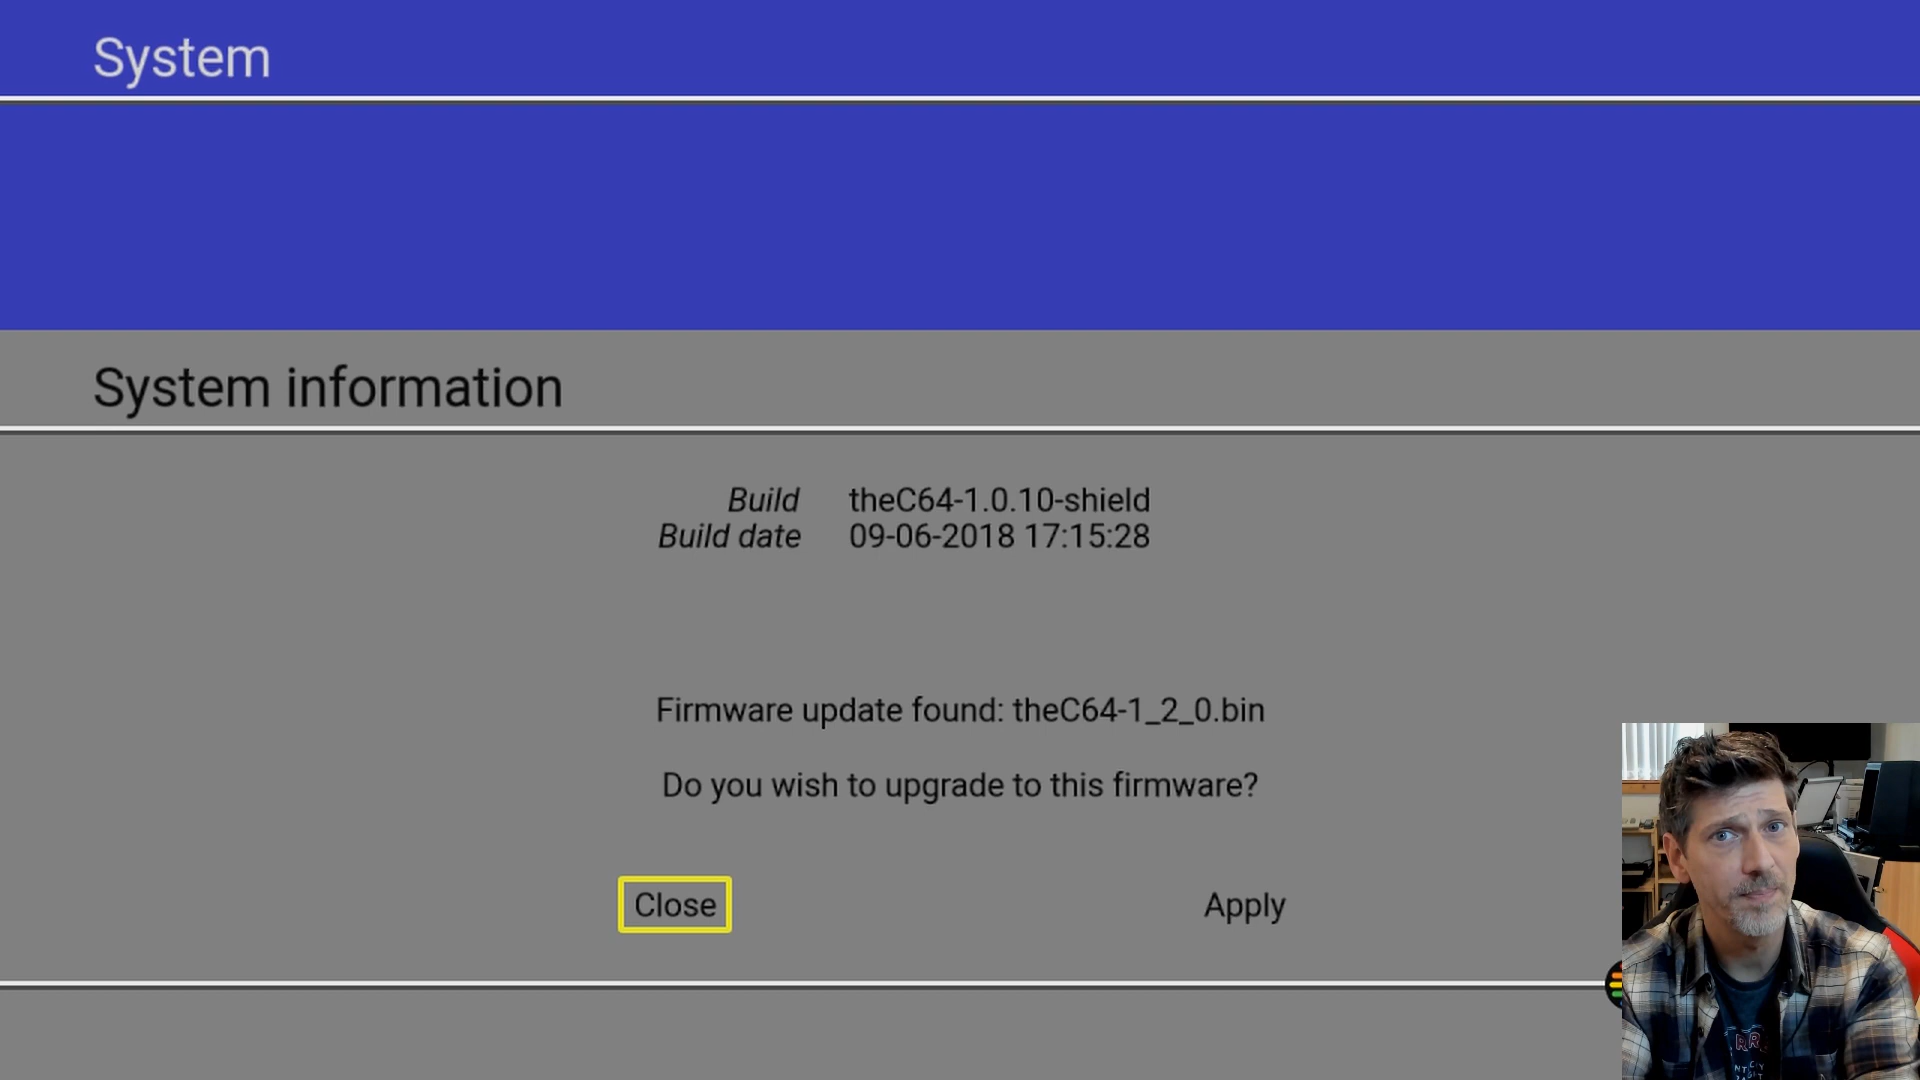 System
System information
Build theC64-1.0.10-shield
Build date 09-06-2018 17:15:28
Firmware update found: theC64-1_2_0.bin
Do you wish to upgrade to this firmware?
Close Apply